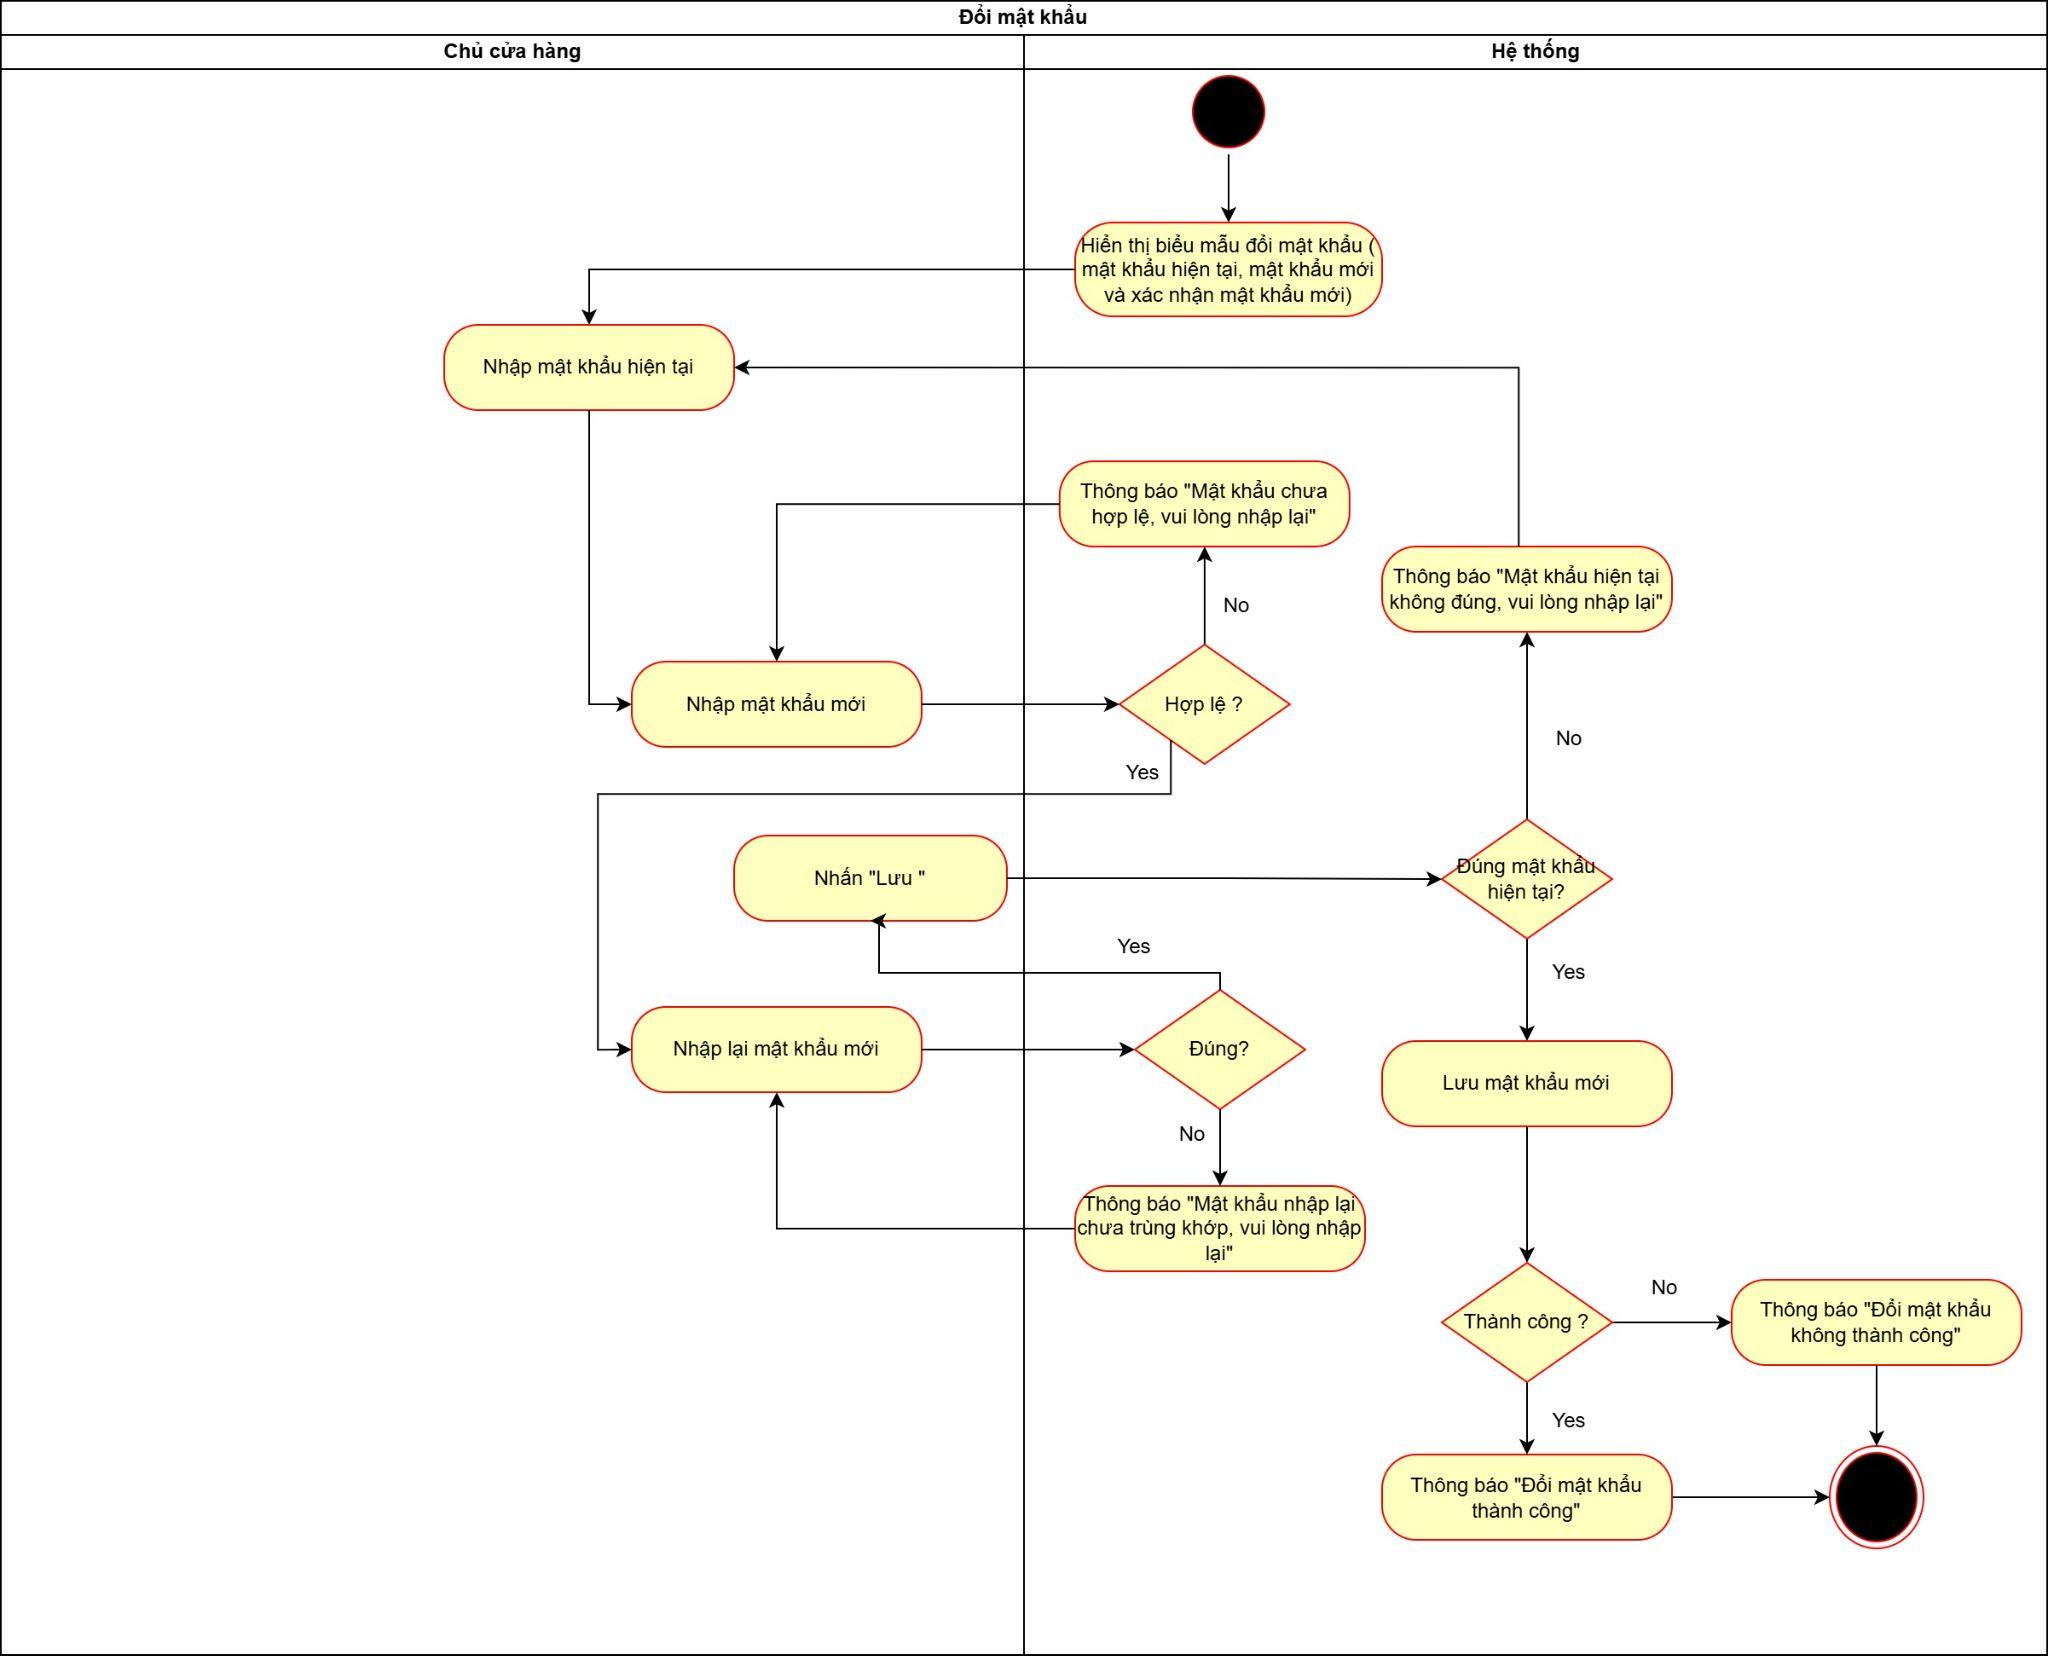 Đổi mật khẩu
Chủ cửa hàng
Hệ thống
Hiển thị biểu mẫu đổi mật khẩu (
mật khẩu hiện tại, mật khẩu mới
và xác nhận mật khẩu mới)
Nhập mật khẩu hiện tại
Thông báo "Mật khẩu chưa
hợp lệ, vui lòng nhập lại"
Thông báo "Mật khẩu hiện tại
không đúng, vui lòng nhập lại"
No
Nhập mật khẩu mới
Hợp lệ ?
No
Yes
Nhấn "Lưu "
Đúng mật khẩu
hiện tại?
Yes
Yes
Nhập lại mật khẩu mới
Đúng?
Lưu mật khẩu mới
No
Thông báo "Mật khẩu nhập lại
chưa trùng khớp, vui lòng nhập
lại"
No
Thành công ?
Thông báo "Đổi mật khẩu
không thành công"
Yes
Thông báo "Đổi mật khẩu
thành công"